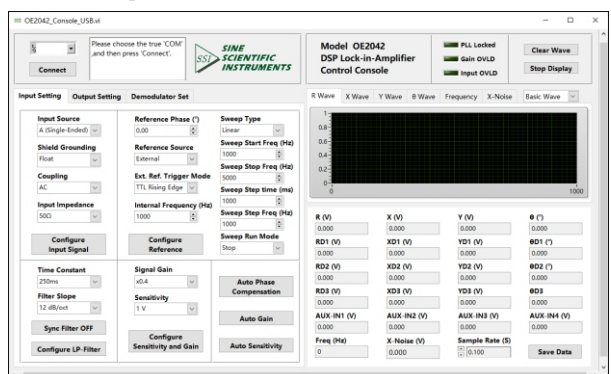 OE2042_Console_USB.vi
Please choose the true 'COM'
,and then press 'Connect'.
Connect
SSI
SINE
SCIENTIFIC
INSTRUMENTS
Model OE2042
DSP Lock-in-Amplifier
Control Console
PLL Locked
Gain OVLD
Input OVLD
Clear Wave
Stop Display
Input Setting Output Setting Demodulator Set
Input Source
A (Single-Ended)
Shield Grounding
Float
Coupling
AC
Input Impedance
50Ω
Configure
Input Signal
Reference Phase (°)
0.00
Reference Source
External
Ext. Ref. Trigger Mode
TTL Rising Edge
Internal Frequency (Hz)
1000
Configure
Reference
Sweep Type
Linear
Sweep Start Freq (Hz)
1000
Sweep Stop Freq (Hz)
5000
Sweep Step time (ms)
1000
Sweep Step Freq (Hz)
1000
Sweep Run Mode
Stop
Time Constant
250ms
Filter Slope
12 dB/oct
Sync Filter OFF
Configure LP-Filter
Signal Gain
x0.4
Sensitivity
1 V
Configure
Sensitivity and Gain
Auto Phase
Compensation
Auto Gain
Auto Sensitivity
R Wave X Wave Y Wave θ Wave Frequency X-Noise Basic Wave
1
0.8
0.6
0.4
0.2
0
0 1000
R (V) X (V) Y (V) θ (°)
0.000 0.000 0.000 0.000
RD1 (V) XD1 (V) YD1 (V) θD1 (°)
0.000 0.000 0.000 0.000
RD2 (V) XD2 (V) YD2 (V) θD2 (°)
0.000 0.000 0.000 0.000
RD3 (V) XD3 (V) YD3 (V) θD3
0.000 0.000 0.000 0.000
AUX-IN1 (V) AUX-IN2 (V) AUX-IN3 (V) AUX-IN4 (V)
0.000 0.000 0.000 0.000
Freq (Hz) X-Noise (V) Sample Rate (S)
0 0.000 0.100 Save Data